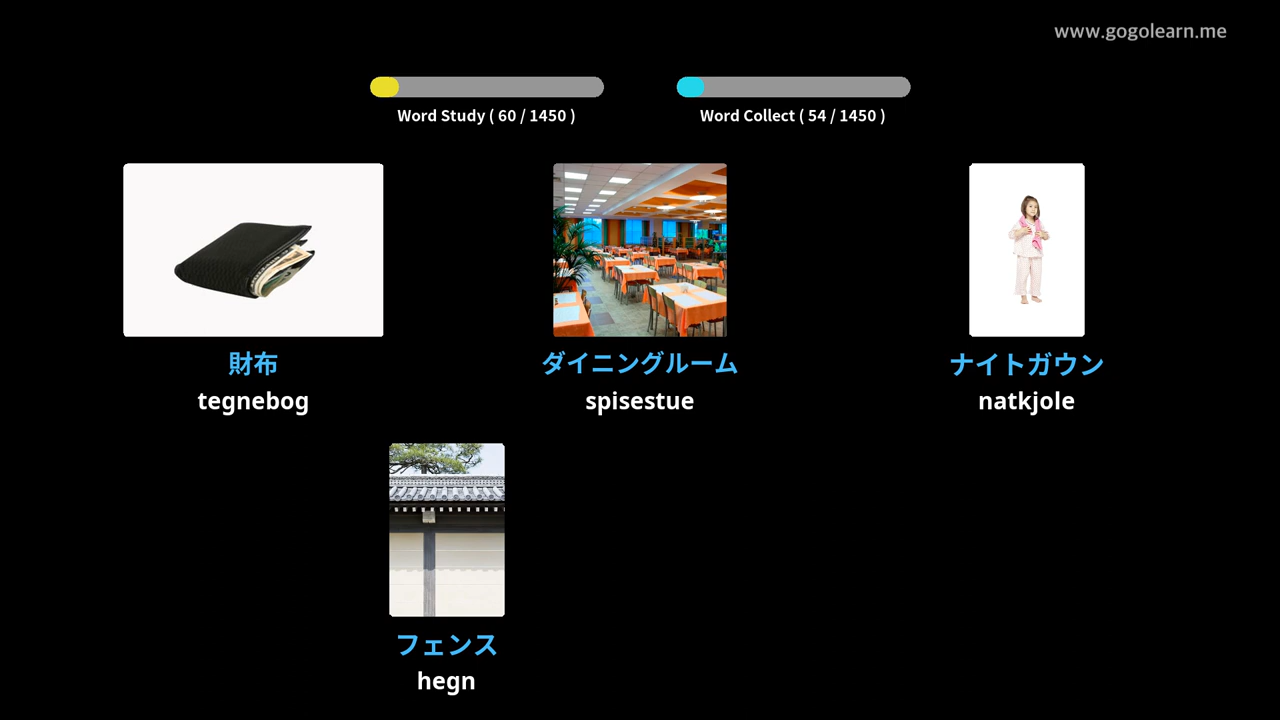 www.gogolearn.me
Word Study ( 60 / 1450 )
Word Collect ( 54 / 1450 )
財布
tegnebog
ダイニングルーム
spisestue
ナイトガウン
natkjole
フェンス
hegn